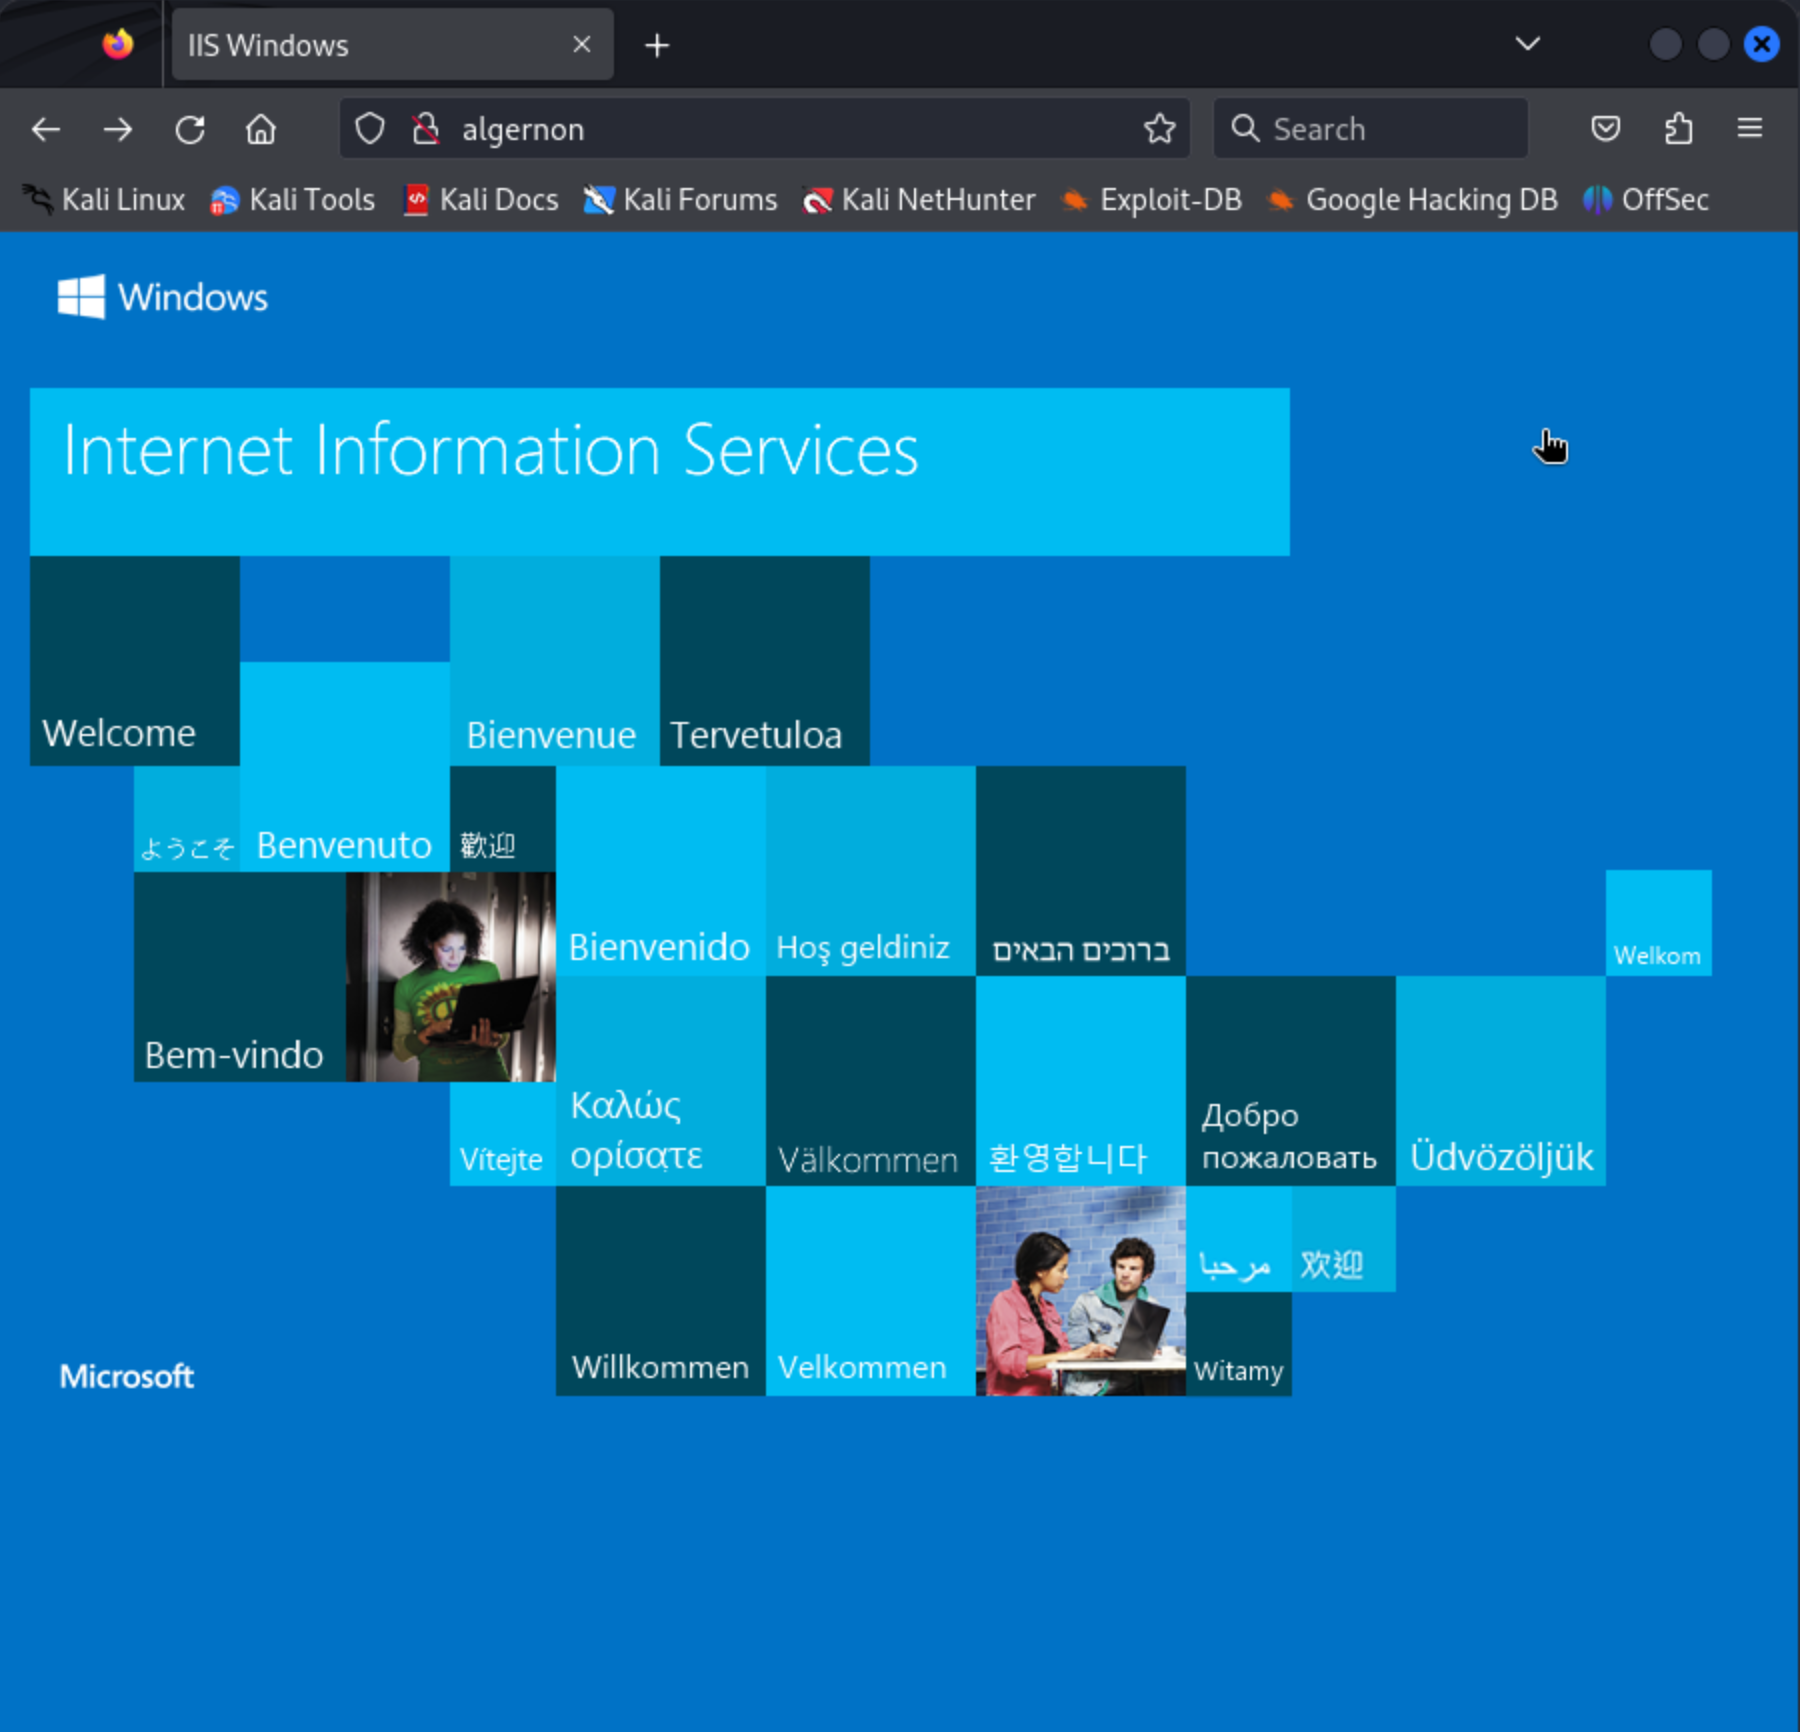 IIS Windows
algernon
Search
Kali Linux
Kali Tools
Kali Docs
Kali Forums
Kali NetHunter
Exploit-DB
Google Hacking DB
OffSec
Windows
Internet Information Services
Welcome
Bienvenue
Tervetuloa
ようこそ
Benvenuto
歡迎
Bienvenido
Hoş geldiniz
ברוכים הבאים
Welkom
Bem-vindo
Vítejte
Καλώς
ορίσατε
Välkommen
환영합니다
Добро
пожаловать
Üdvözöljük
Willkommen
Velkommen
مرحبا
欢迎
Witamy
Microsoft